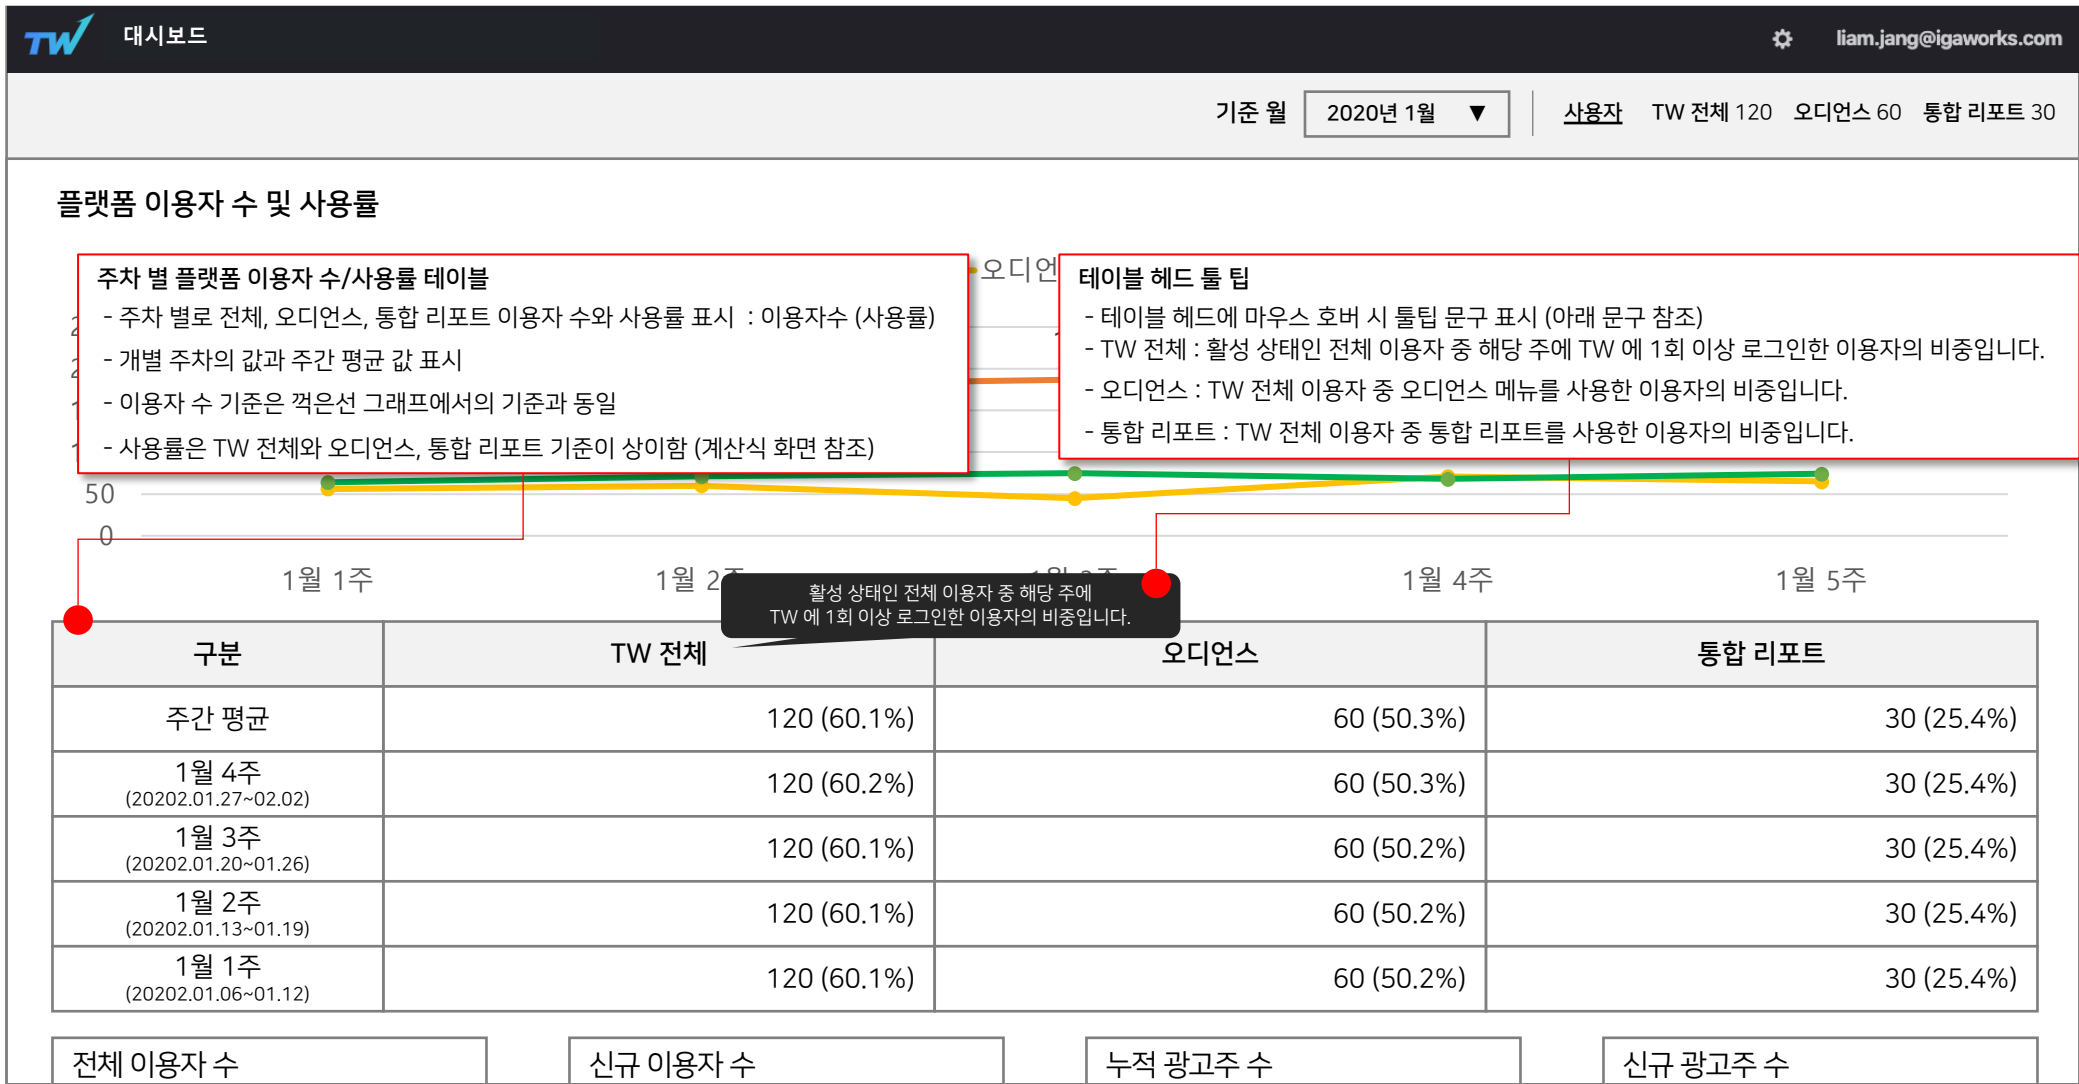 TW 대시보드 liam.jang@igaworks.com
기준 월 2020년 1월 ▼ 사용자 TW 전체 120 오디언스 60 통합 리포트 30
플랫폼 이용자 수 및 사용률
오디언
주차 별 플랫폼 이용자 수/사용률 테이블
- 주차 별로 전체, 오디언스, 통합 리포트 이용자 수와 사용률 표시 : 이용자수 (사용률)
- 개별 주차의 값과 주간 평균 값 표시
- 이용자 수 기준은 꺽은선 그래프에서의 기준과 동일
- 사용률은 TW 전체와 오디언스, 통합 리포트 기준이 상이함 (계산식 화면 참조)
테이블 헤드 툴 팁
- 테이블 헤드에 마우스 호버 시 툴팁 문구 표시 (아래 문구 참조)
- TW 전체 : 활성 상태인 전체 이용자 중 해당 주에 TW 에 1회 이상 로그인한 이용자의 비중입니다.
- 오디언스 : TW 전체 이용자 중 오디언스 메뉴를 사용한 이용자의 비중입니다.
- 통합 리포트 : TW 전체 이용자 중 통합 리포트를 사용한 이용자의 비중입니다.
50
0
1월 1주 1월 2주 1월 4주 1월 5주
활성 상태인 전체 이용자 중 해당 주에
TW 에 1회 이상 로그인한 이용자의 비중입니다.
구분 TW 전체 오디언스 통합 리포트
주간 평균 120 (60.1%) 60 (50.3%) 30 (25.4%)
1월 4주 120 (60.2%) 60 (50.3%) 30 (25.4%)
(20202.01.27~02.02)
1월 3주 120 (60.1%) 60 (50.2%) 30 (25.4%)
(20202.01.20~01.26)
1월 2주 120 (60.1%) 60 (50.2%) 30 (25.4%)
(20202.01.13~01.19)
1월 1주 120 (60.1%) 60 (50.2%) 30 (25.4%)
(20202.01.06~01.12)
전체 이용자 수 신규 이용자 수 누적 광고주 수 신규 광고주 수